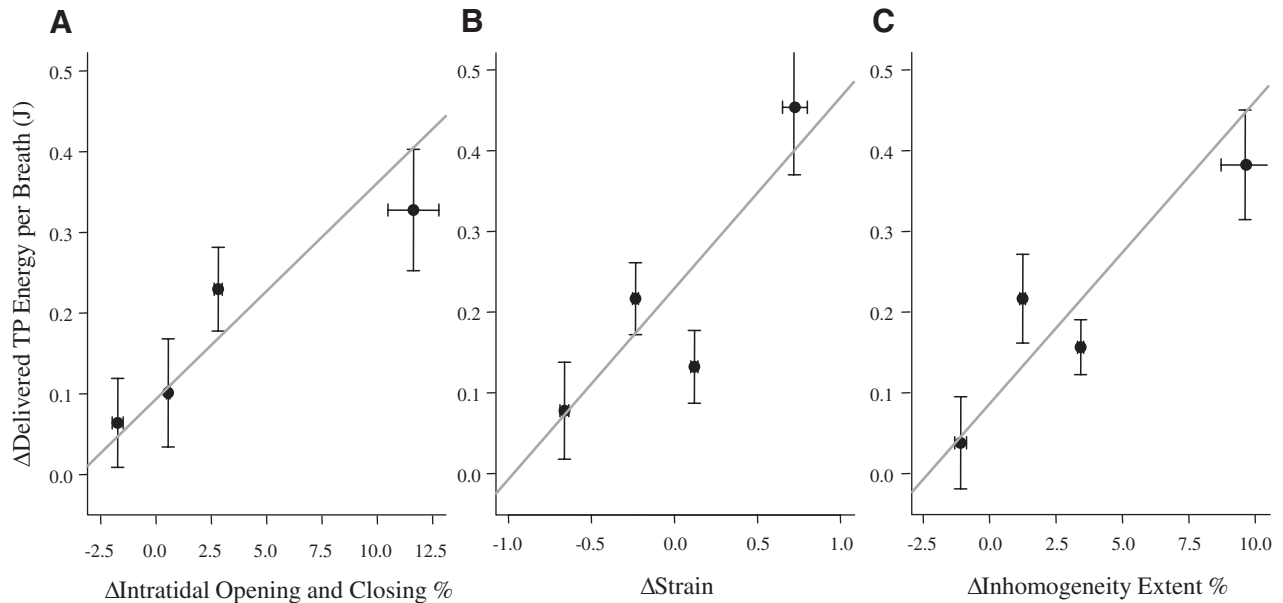 A
B
C
ΔDelivered TP Energy per Breath (J)
0.5
0.4
0.3
0.2
0.1
0.0
-2.5 0.0 2.5 5.0 7.5 10.0 12.5
ΔIntratidal Opening and Closing %
0.5
0.4
0.3
0.2
0.1
0.0
-1.0 -0.5 0.0 0.5 1.0
ΔStrain
0.5
0.4
0.3
0.2
0.1
0.0
-2.5 0.0 2.5 5.0 7.5 10.0
ΔInhomogeneity Extent %